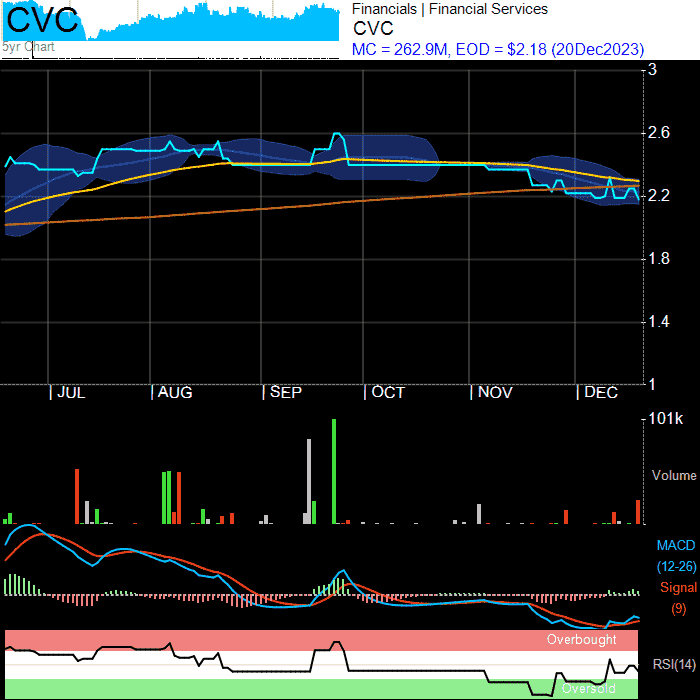 CVC
5yr Chart
Financials | Financial Services
CVC
MC = 262.9M, EOD = $2.18 (20Dec2023)
3
2.6
2.2
1.8
1.4
1
| JUL | AUG | SEP | OCT | NOV | DEC
101k
Volume
MACD
(12-26)
Signal
(9)
Overbought
RSI(14)
Oversold